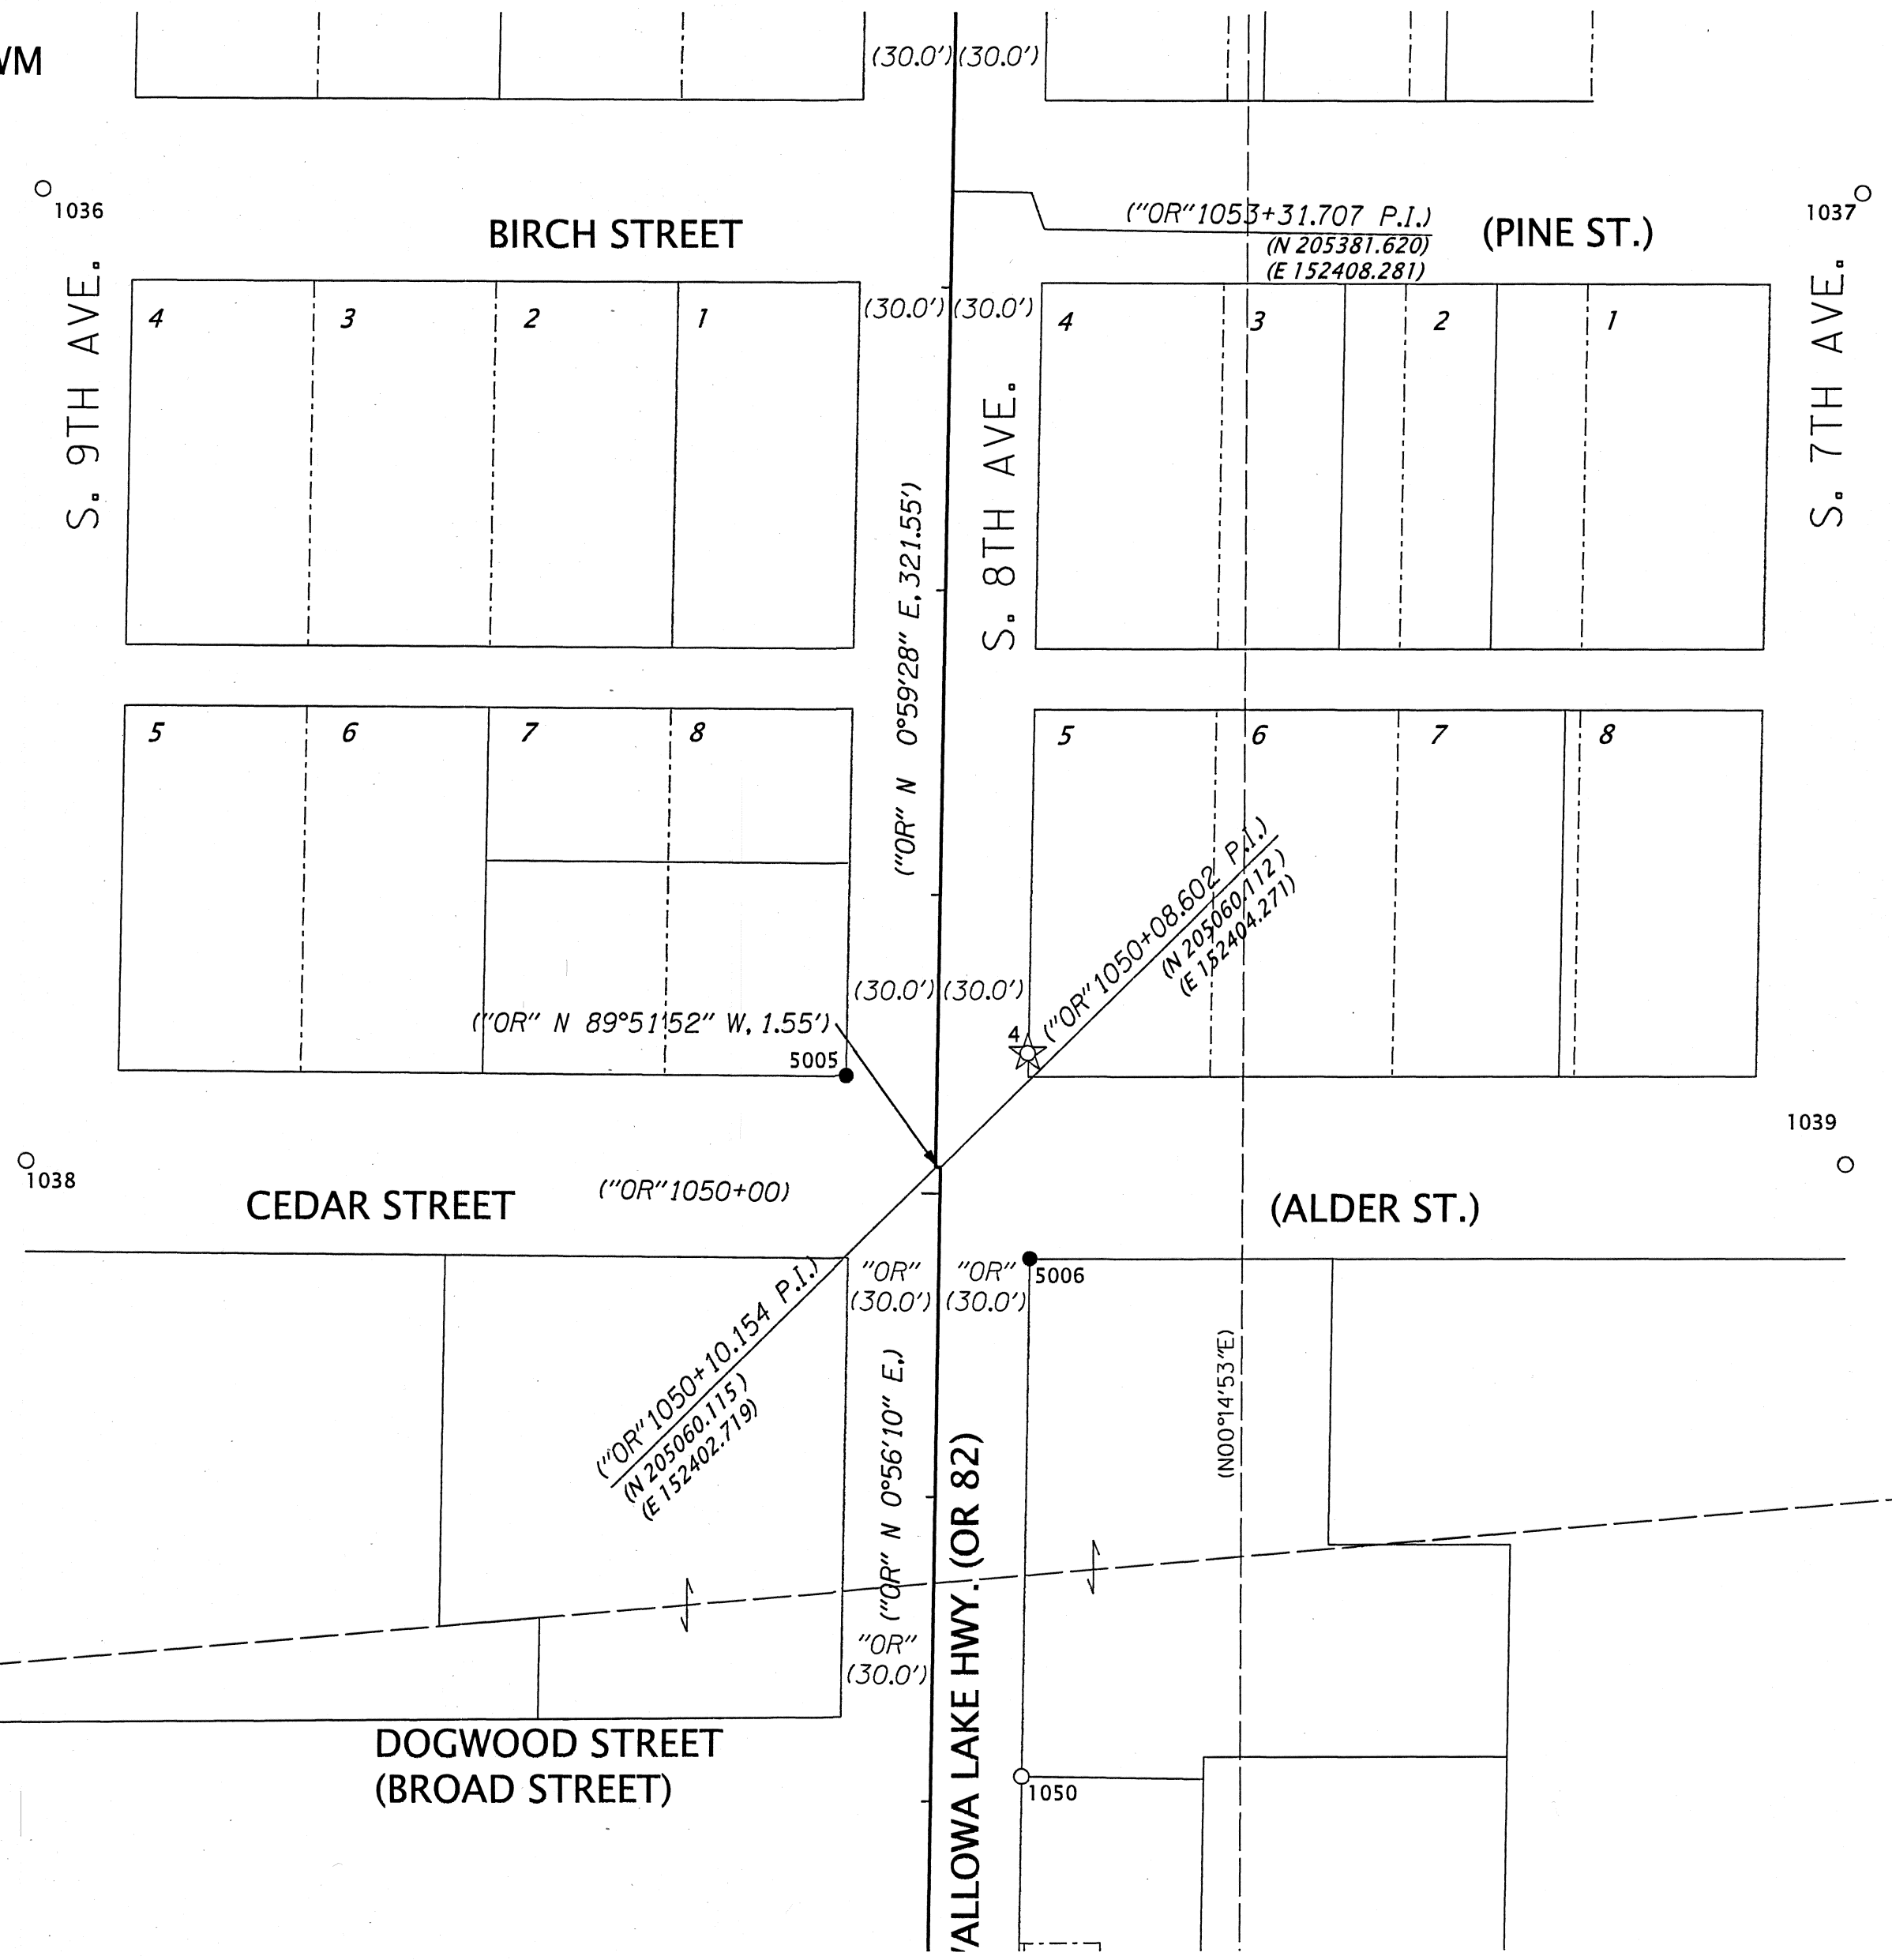 WM
(30.0') (30.0')
1036
1037
BIRCH STREET
("OR"1053+31.707 P.I.)
(N 205381.620)
(E 152408.281)
(PINE ST.)
S. 9TH AVE.
4 3 2 1
(30.0') (30.0')
4 3 2 1
S. 7TH AVE.
S. 8TH AVE.
("OR" N 0°59'28" E, 321.55')
5 6 7 8
5 6 7 8
("OR"1050+08.602 P.I.)
(N 205060.112)
(E 152404.271)
(30.0') (30.0')
("OR" N 89°51'52" W, 1.55')
4
5005
1039
1038
CEDAR STREET
("OR"1050+00)
(ALDER ST.)
"OR" "OR"
(30.0') (30.0')
5006
("OR"1050+10.154 P.I.)
(N 205060.115)
(E 152402.719)
("OR" N 0°56'10" E,)
(N00°14'53"E)
"OR"
(30.0')
DOGWOOD STREET
(BROAD STREET)
1050
WALLOWA LAKE HWY. (OR 82)